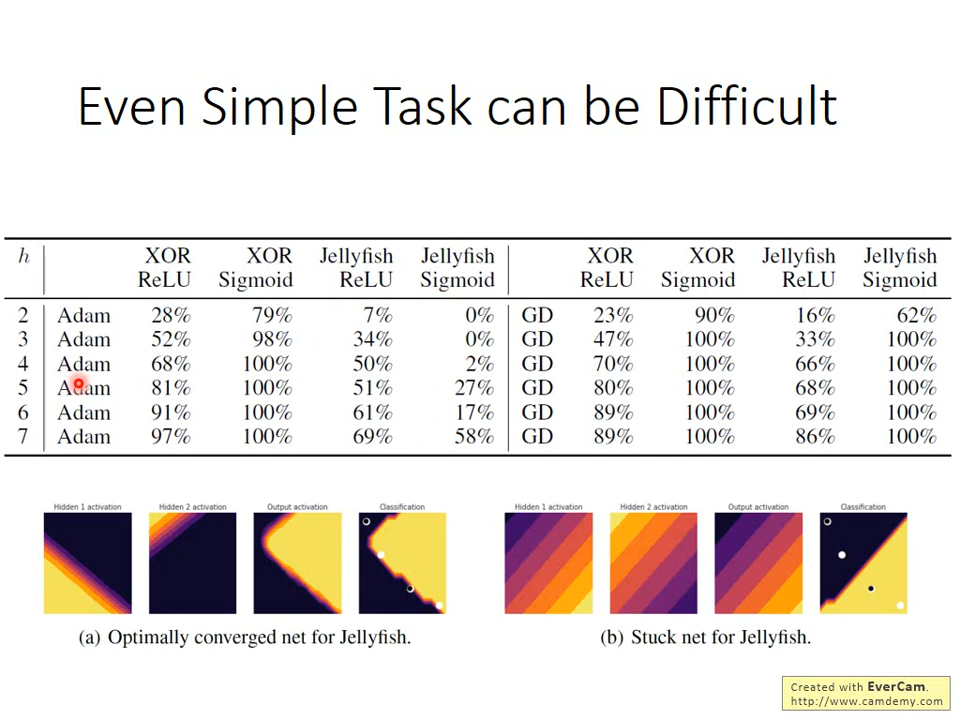 Even Simple Task can be Difficult
h XOR XOR Jellyfish Jellyfish XOR XOR Jellyfish Jellyfish
ReLU Sigmoid ReLU Sigmoid ReLU Sigmoid ReLU Sigmoid
2 Adam 28% 79% 7% 0% GD 23% 90% 16% 62%
3 Adam 52% 98% 34% 0% GD 47% 100% 33% 100%
4 Adam 68% 100% 50% 2% GD 70% 100% 66% 100%
5 Adam 81% 100% 51% 27% GD 80% 100% 68% 100%
6 Adam 91% 100% 61% 17% GD 89% 100% 69% 100%
7 Adam 97% 100% 69% 58% GD 89% 100% 86% 100%
Hidden 1 activation Hidden 2 activation Output activation Classification Hidden 1 activation Hidden 2 activation Output activation Classification
(a) Optimally converged net for Jellyfish. (b) Stuck net for Jellyfish.
Created with EverCam.
http://www.camdemy.com